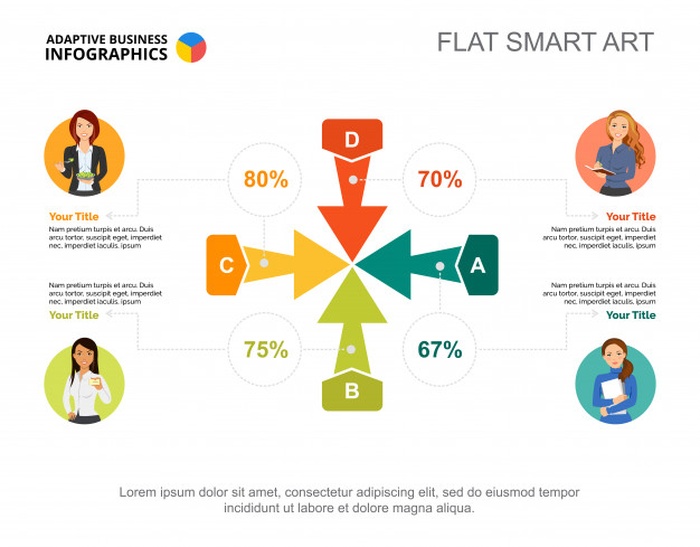 ADAPTIVE BUSINESS
INFOGRAPHICS
FLAT SMART ART
D
80%
70%
Your Title
Nam pretium turpis et arcu. Duis
arcu tortor, suscipit eget, imperdiet
nec, imperdiet iaculis, ipsum
Your Title
Nam pretium turpis et arcu. Duis
arcu tortor, suscipit eget, imperdiet
nec, imperdiet iaculis, ipsum
C
A
Nam pretium turpis et arcu. Duis
arcu tortor, suscipit eget, imperdiet
nec, imperdiet iaculis, ipsum
Your Title
Nam pretium turpis et arcu. Duis
arcu tortor, suscipit eget, imperdiet
nec, imperdiet iaculis, ipsum
Your Title
75%
67%
B
Lorem ipsum dolor sit amet, consectetur adipiscing elit, sed do eiusmod tempor
incididunt ut labore et dolore magna aliqua.